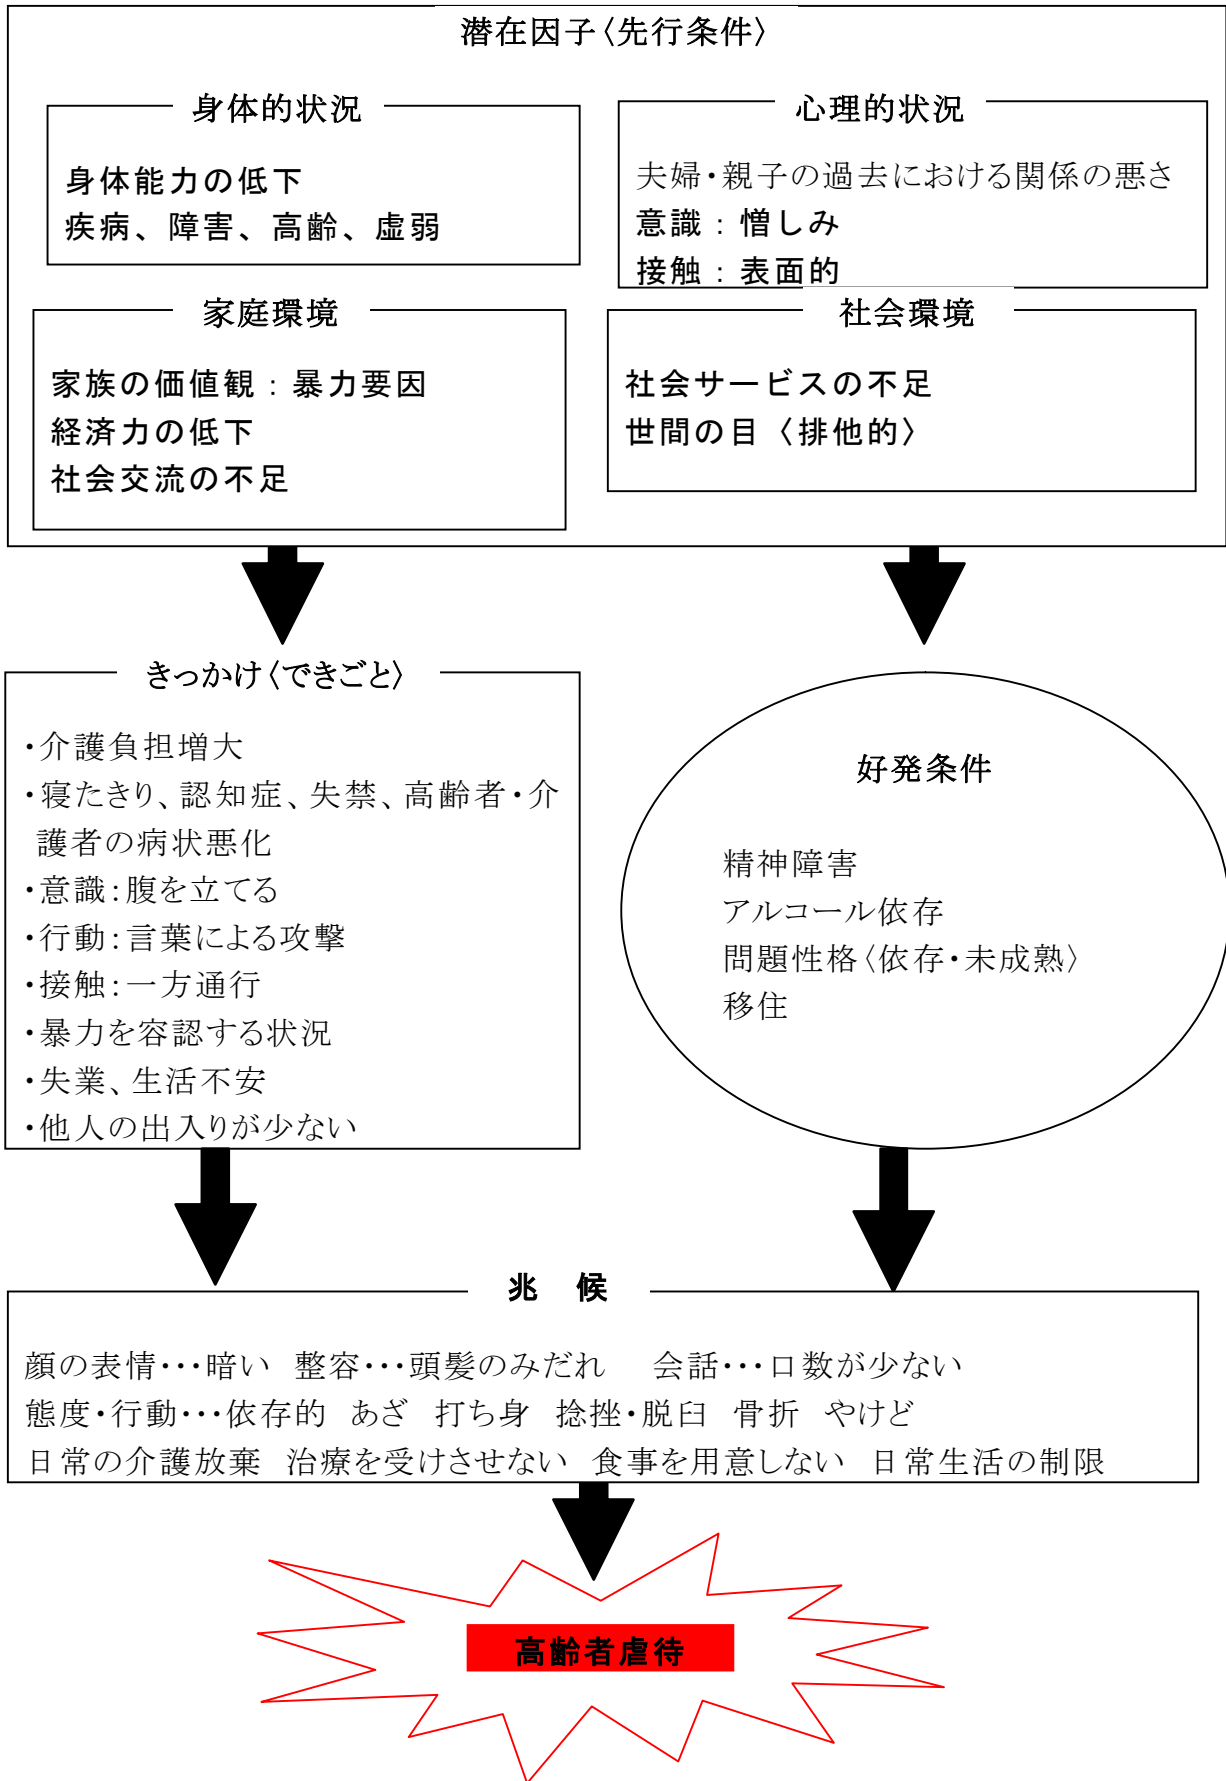 潜在因子〈先行条件〉
身体的状況
身体能力の低下
疾病、障害、高齢、虚弱
心理的状況
夫婦・親子の過去における関係の悪さ
意識：憎しみ
接触：表面的
家庭環境
家族の価値観：暴力要因
経済力の低下
社会交流の不足
社会環境
社会サービスの不足
世間の目〈排他的〉
きっかけ〈できごと〉
・介護負担増大
・寝たきり、認知症、失禁、高齢者・介
護者の病状悪化
・意識：腹を立てる
・行動：言葉による攻撃
・接触：一方通行
・暴力を容認する状況
・失業、生活不安
・他人の出入りが少ない
好発条件
精神障害
アルコール依存
問題性格〈依存・未成熟〉
移住
兆　候
顔の表情・・・暗い　整容・・・頭髪のみだれ　会話・・・口数が少ない
態度・行動・・・依存的　あざ　打ち身　捻挫・脱臼　骨折　やけど
日常の介護放棄　治療を受けさせない　食事を用意しない　日常生活の制限
高齢者虐待